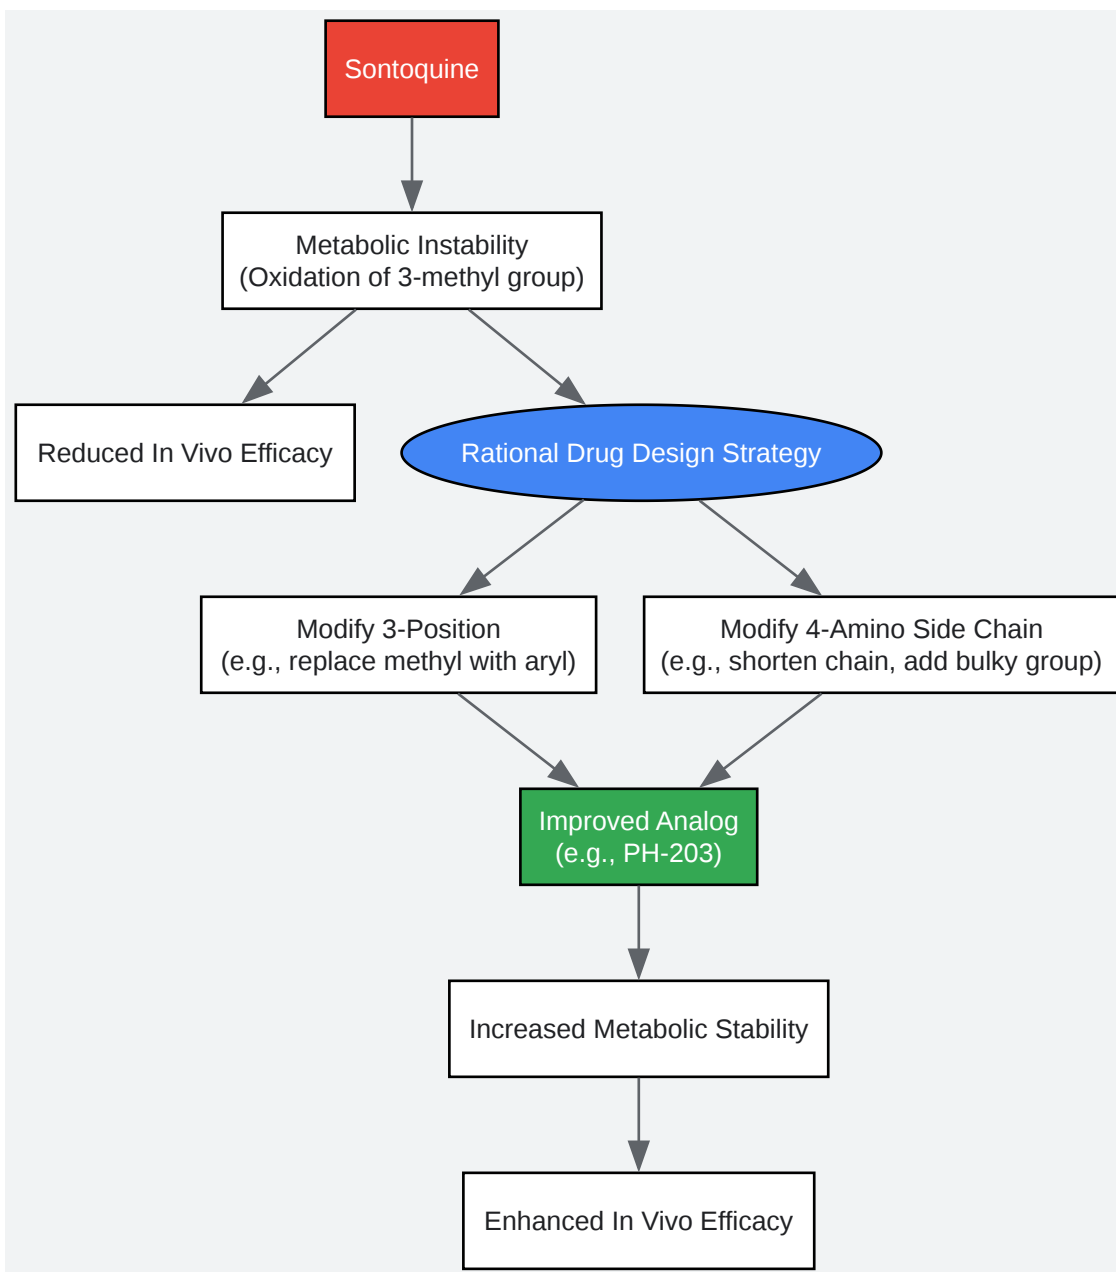 Sontoquine
Metabolic Instability
(Oxidation of 3-methyl group)
Reduced In Vivo Efficacy
Rational Drug Design Strategy
Modify 3-Position
(e.g., replace methyl with aryl)
Modify 4-Amino Side Chain
(e.g., shorten chain, add bulky group)
Improved Analog
(e.g., PH-203)
Increased Metabolic Stability
Enhanced In Vivo Efficacy